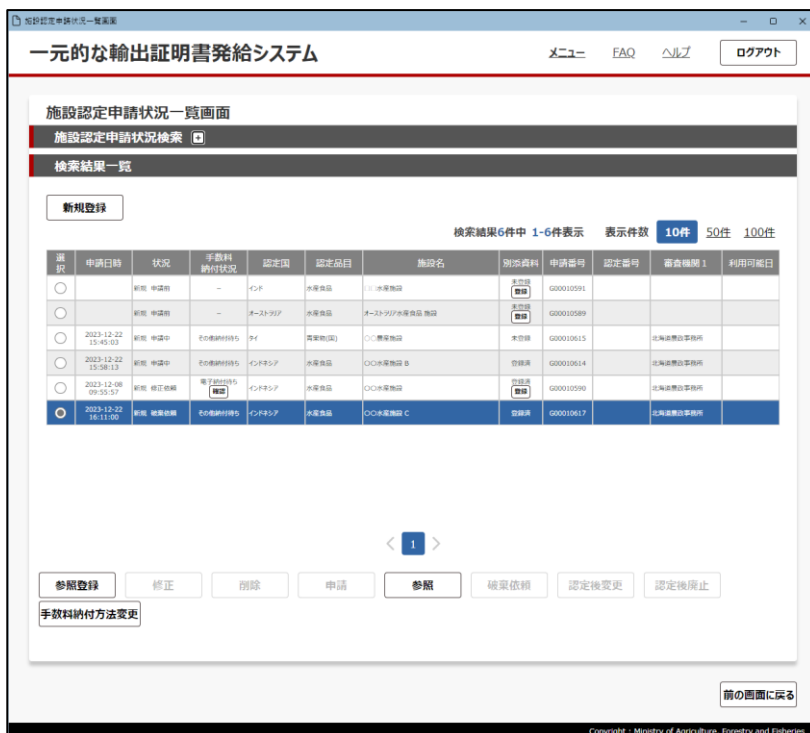 施設認定申請状況一覧画面
一元的な輸出証明書発給システム
メニュー FAQ ヘルプ ログアウト
施設認定申請状況一覧画面
施設認定申請状況検索 +
検索結果一覧
新規登録
検索結果6件中 1-6件表示 表示件数 10件 50件 100件
選択 申請日時 状況 手数料納付状況 認定国 認定品目 施設名 別添資料 申請番号 認定番号 審査機関1 利用可能日
新規 申請前 － インド 水産食品 □□水産施設 未登録 登録 G00010591
新規 申請前 － オーストラリア 水産食品 オーストラリア水産食品 施設 未登録 登録 G00010589
2023-12-22 15:45:03 新規 申請中 その他納付待ち タイ 青果物(国) 〇〇農産施設 未登録 G00010615 北海道農政事務所
2023-12-22 15:58:13 新規 申請中 その他納付待ち インドネシア 水産食品 〇〇水産施設 B 登録済 G00010614 北海道農政事務所
2023-12-08 09:55:57 新規 修正依頼 電子納付待ち 確認 インドネシア 水産食品 〇〇水産施設 登録済 登録 G00010590 北海道農政事務所
2023-12-22 16:11:00 新規 破棄依頼 その他納付待ち インドネシア 水産食品 〇〇水産施設 C 登録済 G00010617 北海道農政事務所
< 1 >
参照登録 修正 削除 申請 参照 破棄依頼 認定後変更 認定後廃止
手数料納付方法変更
前の画面に戻る
Copyright : Ministry of Agriculture, Forestry and Fisheries